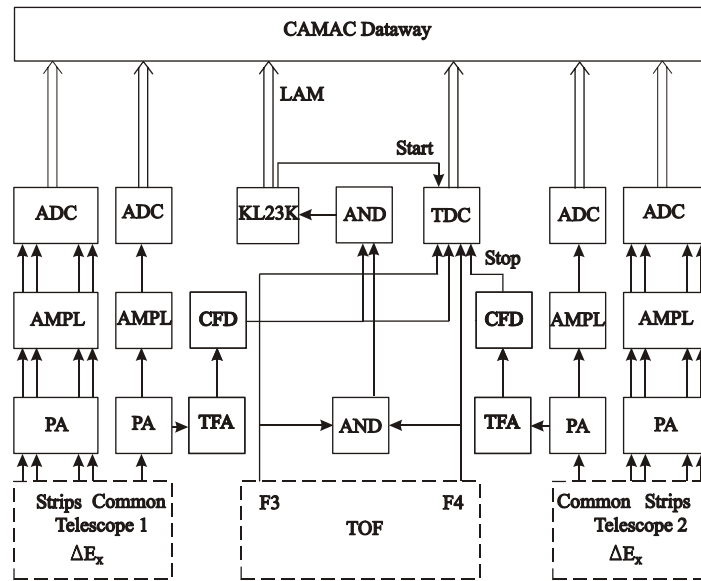 CAMAC Dataway
LAM
Start
ADC
ADC
KL23K
AND
TDC
ADC
ADC
Stop
AMPL
AMPL
CFD
CFD
AMPL
AMPL
PA
PA
TFA
AND
TFA
PA
PA
Strips Common
Telescope 1
ΔEx
F3
F4
TOF
Common Strips
Telescope 2
ΔEx